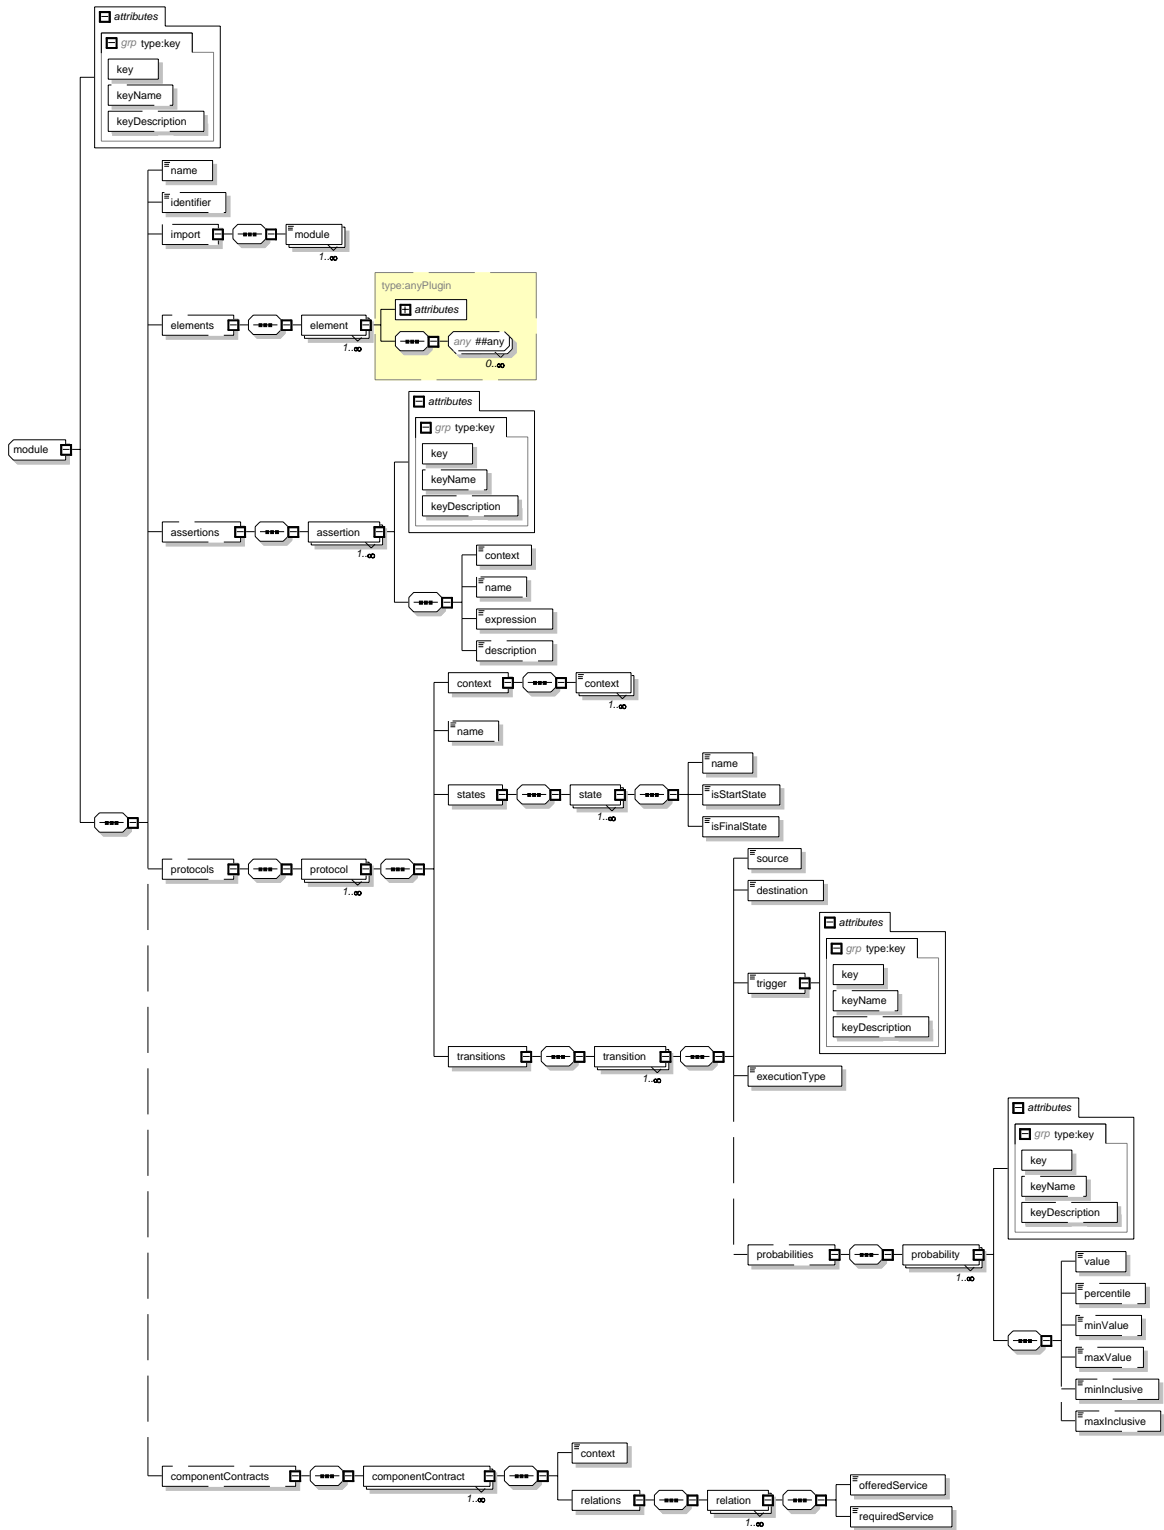 attributes
grp type:key
key
keyName
keyDescription
name
identifier
import
module
1..∞
type:anyPlugin
attributes
elements
element
1..∞
any ##any
0..∞
attributes
grp type:key
key
keyName
keyDescription
module
assertions
assertion
1..∞
context
name
expression
description
context
context
1..∞
name
name
states
state
1..∞
isStartState
isFinalState
protocols
protocol
1..∞
source
destination
attributes
grp type:key
key
trigger
keyName
keyDescription
transitions
transition
1..∞
executionType
attributes
grp type:key
key
keyName
keyDescription
probabilities
probability
1..∞
value
percentile
minValue
maxValue
minInclusive
maxInclusive
context
componentContracts
componentContract
1..∞
offeredService
relations
relation
1..∞
requiredService